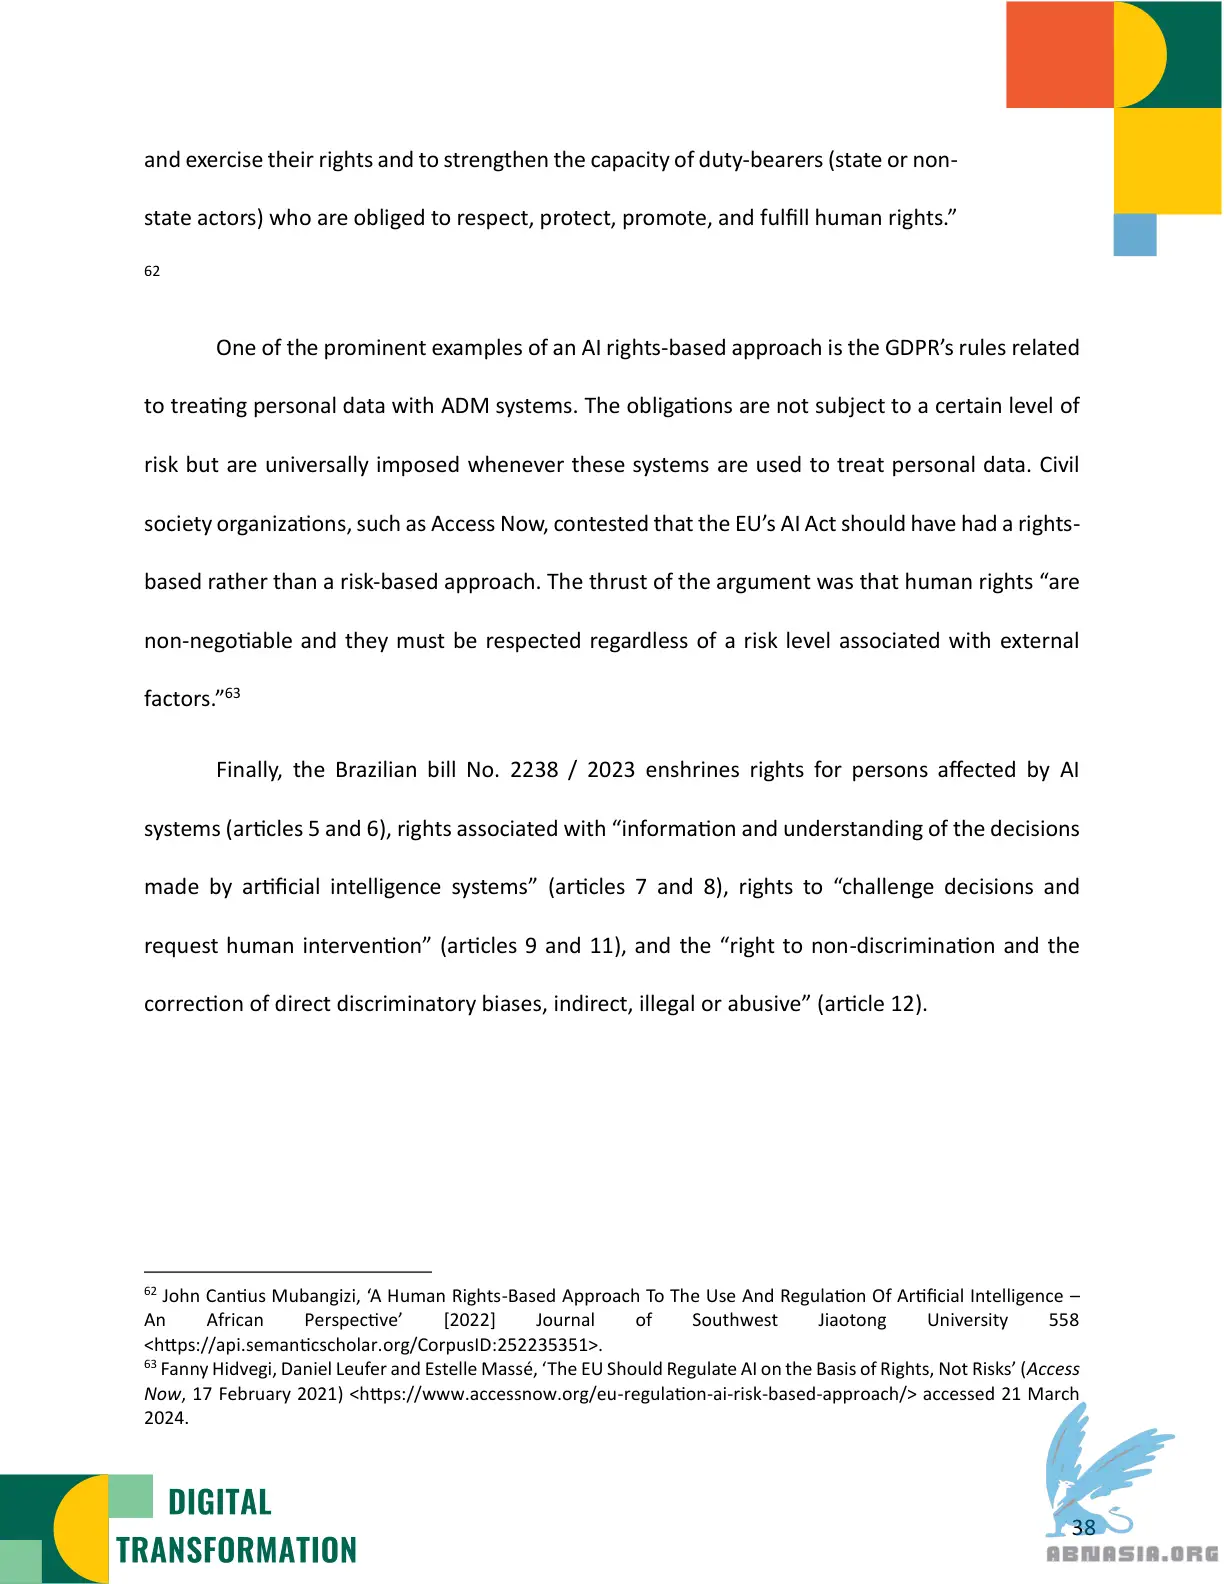 and exercise their rights and to strengthen the capacity of duty-bearers (state or non-
state actors) who are obliged to respect, protect, promote, and fulfill human rights.”
62
One of the prominent examples of an AI rights-based approach is the GDPR’s rules related
to treating personal data with ADM systems. The obligations are not subject to a certain level of
risk but are universally imposed whenever these systems are used to treat personal data. Civil
society organizations, such as Access Now, contested that the EU’s AI Act should have had a rights-
based rather than a risk-based approach. The thrust of the argument was that human rights “are
non-negotiable and they must be respected regardless of a risk level associated with external
factors.”63
Finally, the Brazilian bill No. 2238 / 2023 enshrines rights for persons affected by AI
systems (articles 5 and 6), rights associated with “information and understanding of the decisions
made by artificial intelligence systems” (articles 7 and 8), rights to “challenge decisions and
request human intervention” (articles 9 and 11), and the “right to non-discrimination and the
correction of direct discriminatory biases, indirect, illegal or abusive” (article 12).
62 John Cantius Mubangizi, ‘A Human Rights-Based Approach To The Use And Regulation Of Artificial Intelligence –
An African Perspective’ [2022] Journal of Southwest Jiaotong University 558
<https://api.semanticscholar.org/CorpusID:252235351>.
63 Fanny Hidvegi, Daniel Leufer and Estelle Massé, ‘The EU Should Regulate AI on the Basis of Rights, Not Risks’ (Access
Now, 17 February 2021) <https://www.accessnow.org/eu-regulation-ai-risk-based-approach/> accessed 21 March
2024.
DIGITAL
TRANSFORMATION
38
ABNASIA.ORG